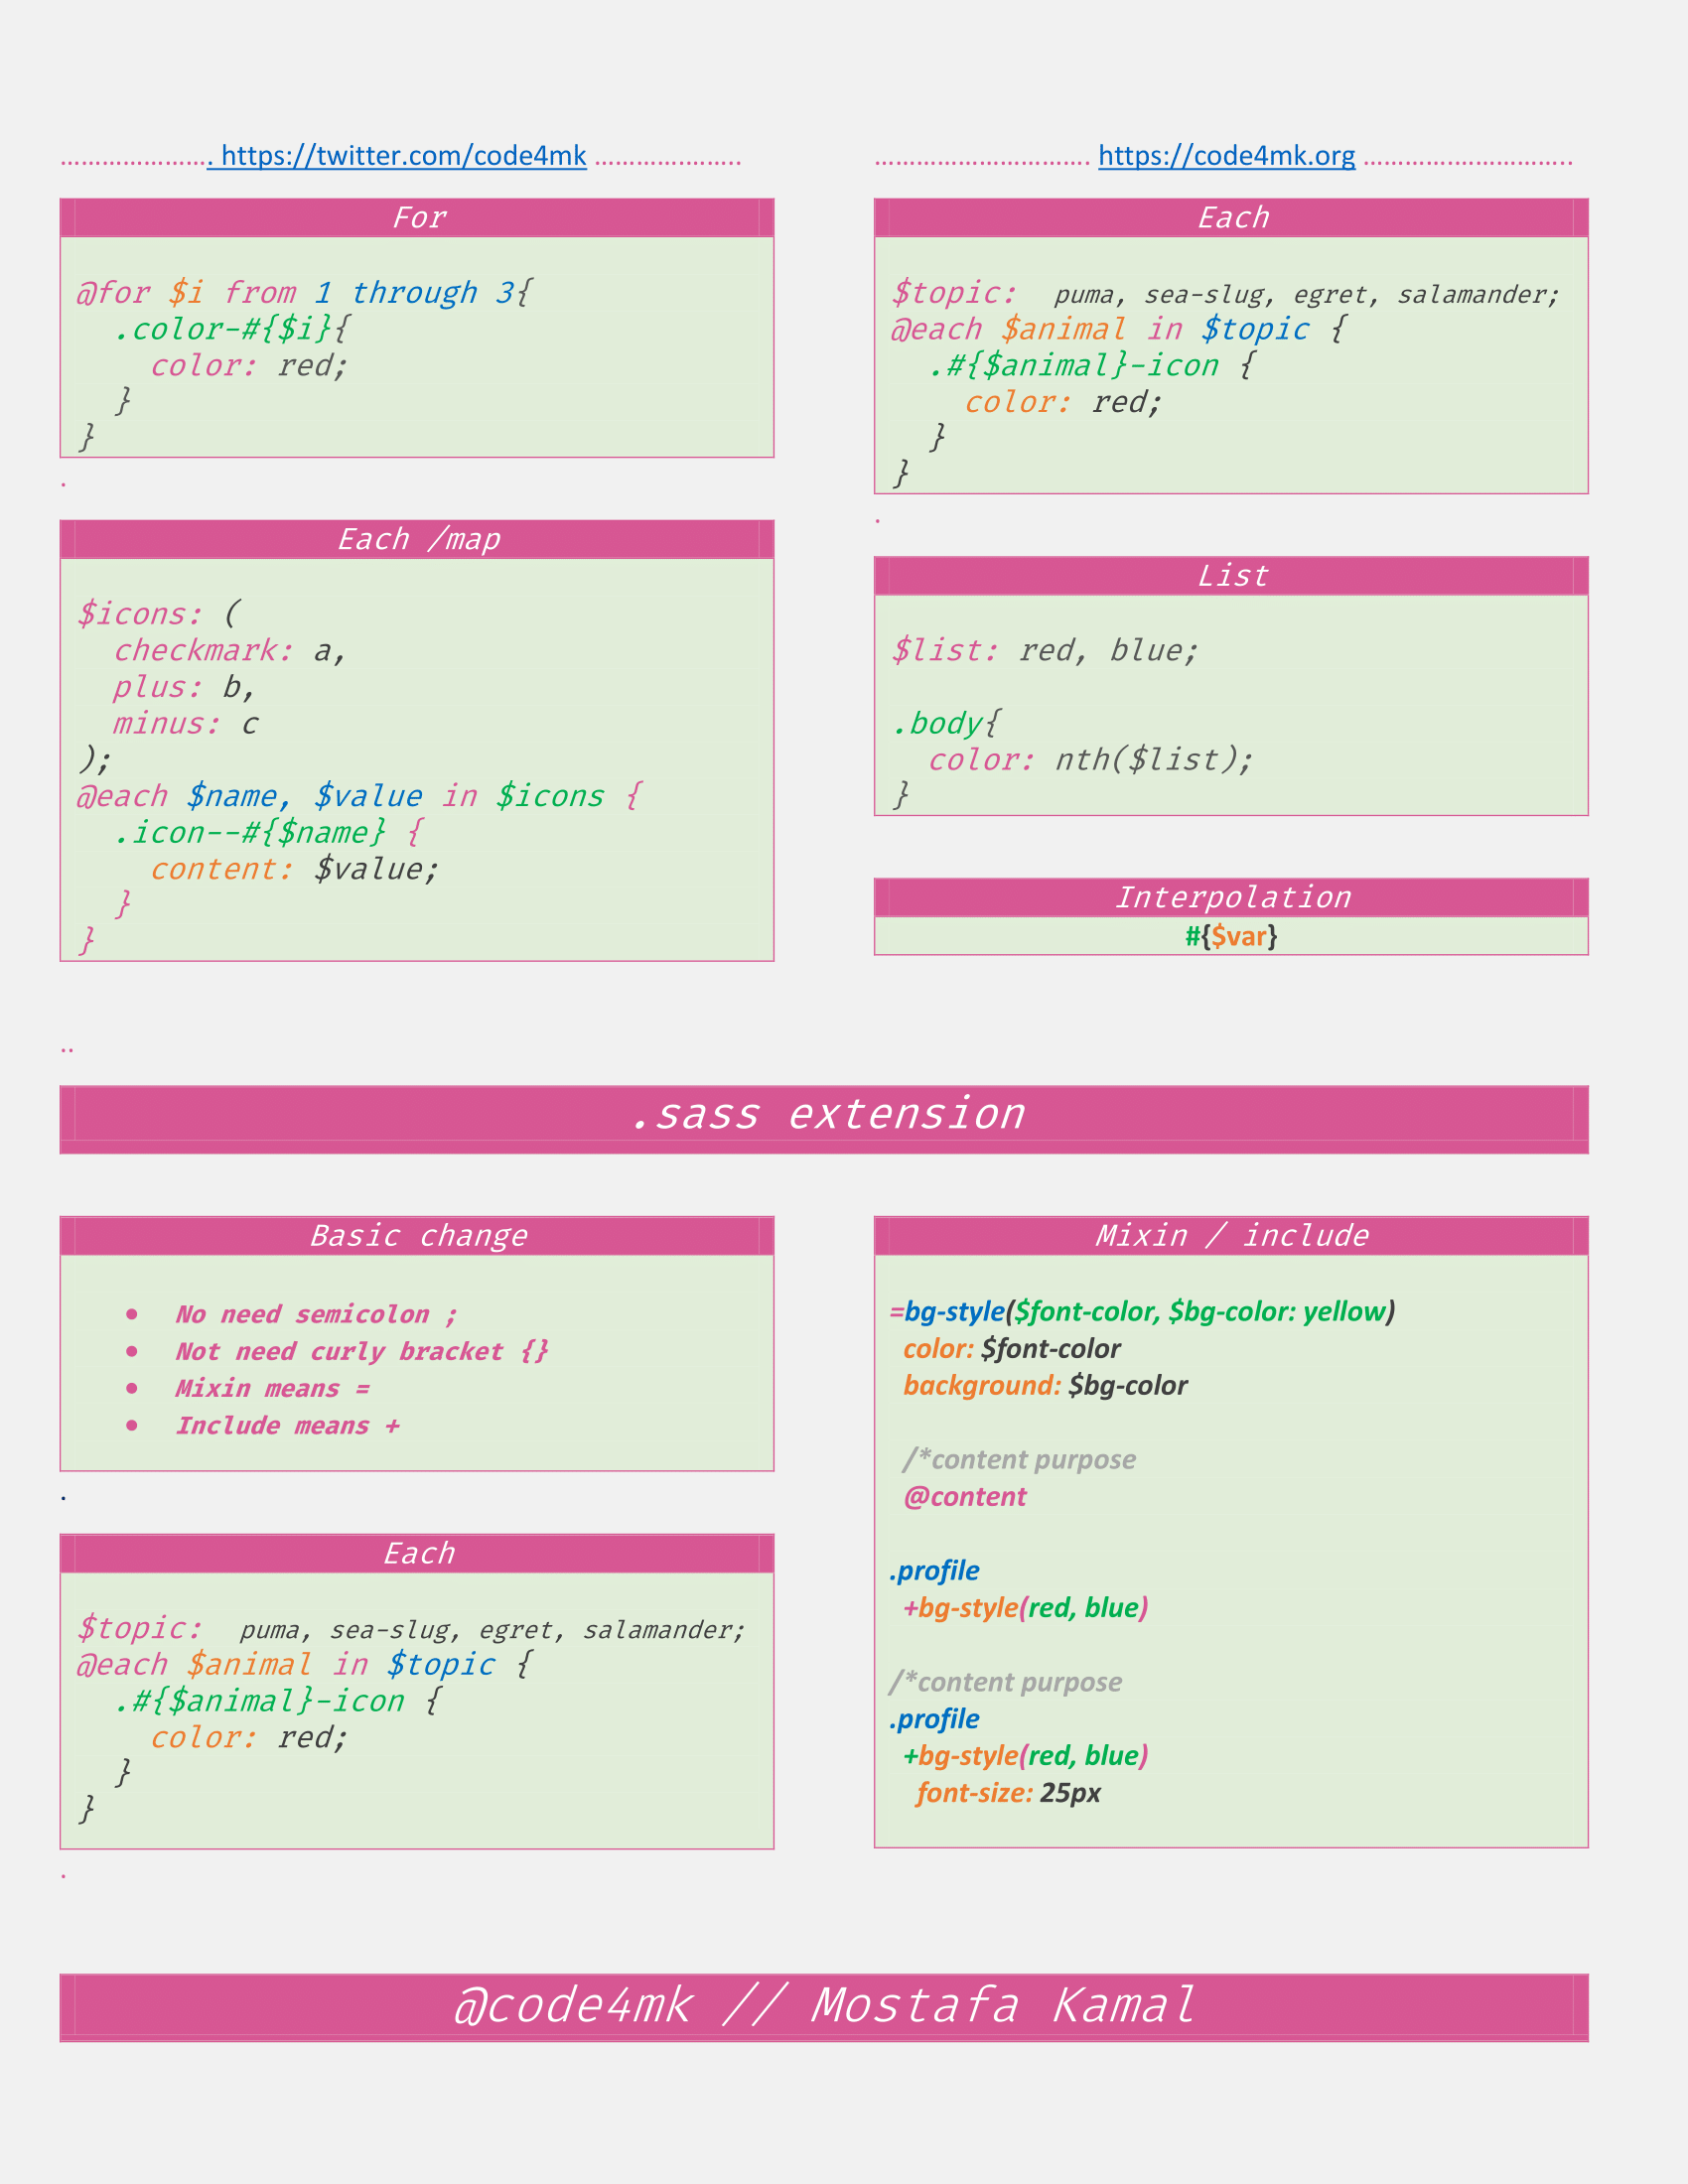 …………………. https://twitter.com/code4mk …………………
For
@for $i from 1 through 3{
  .color-#{$i}{
    color: red;
  }
}
.
Each /map
$icons: (
  checkmark: a,
  plus: b,
  minus: c
);
@each $name, $value in $icons {
  .icon--#{$name} {
    content: $value;
  }
}
…………………………. https://code4mk.org …………………………
Each
$topic:  puma, sea-slug, egret, salamander;
@each $animal in $topic {
  .#{$animal}-icon {
    color: red;
  }
}
.
List
$list: red, blue;
.body{
  color: nth($list);
}
Interpolation
#{$var}
..
.sass extension
Basic change
• No need semicolon ;
• Not need curly bracket {}
• Mixin means =
• Include means +
.
Each
$topic:  puma, sea-slug, egret, salamander;
@each $animal in $topic {
  .#{$animal}-icon {
    color: red;
  }
}
.
Mixin / include
=bg-style($font-color, $bg-color: yellow)
  color: $font-color
  background: $bg-color
  /*content purpose
  @content
.profile
  +bg-style(red, blue)
/*content purpose
.profile
  +bg-style(red, blue)
    font-size: 25px
@code4mk // Mostafa Kamal